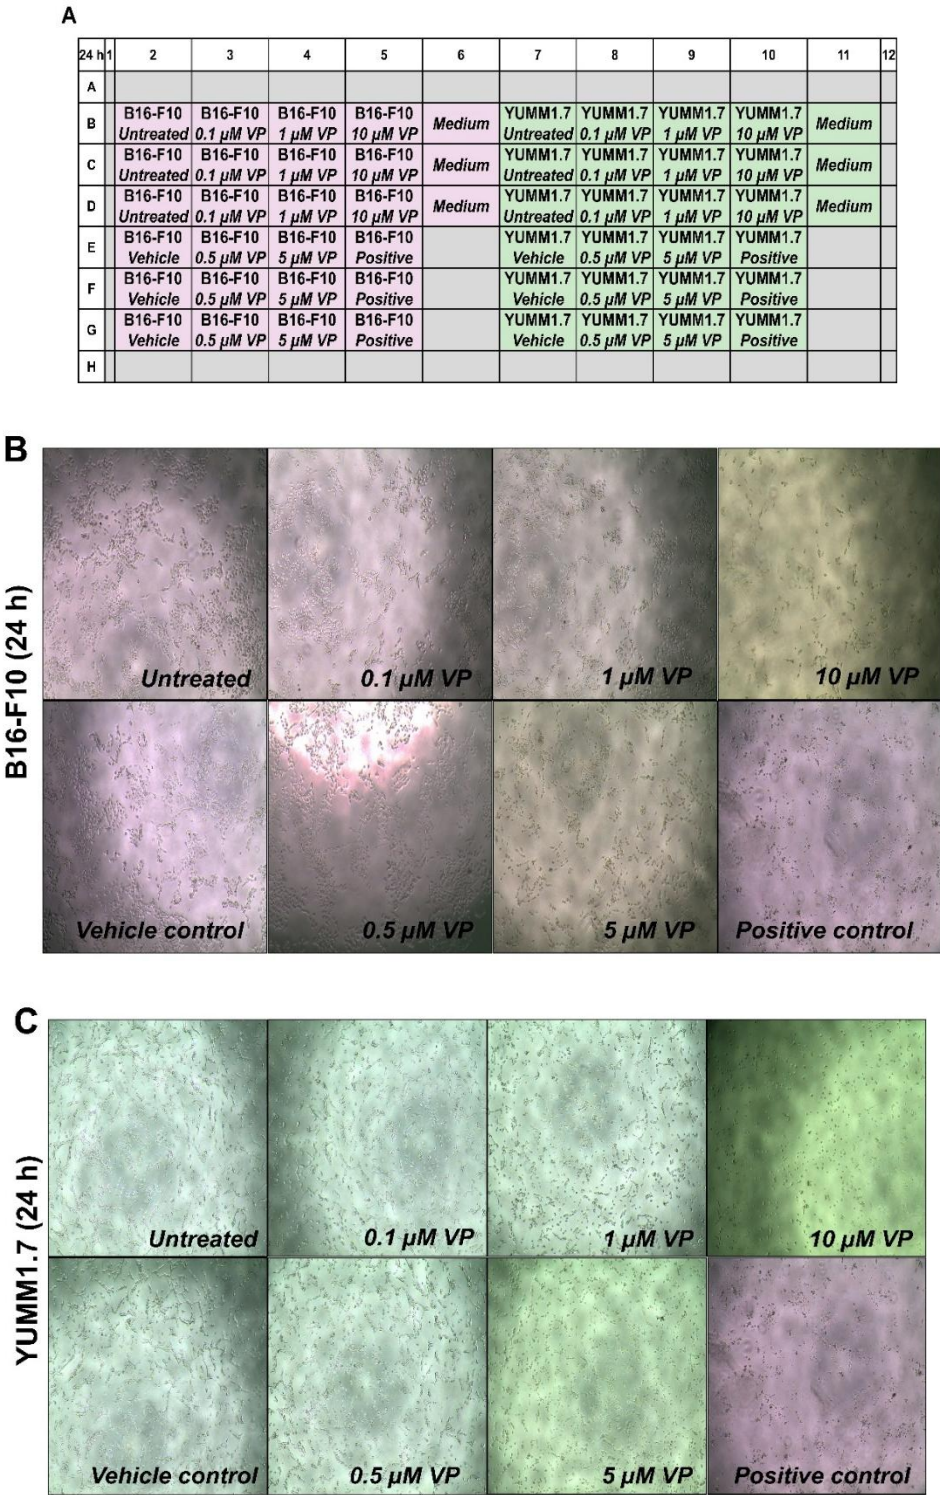 A
24 h 1 2 3 4 5 6 7 8 9 10 11 12
A
B16-F10 B16-F10 B16-F10 B16-F10 YUMM1.7 YUMM1.7 YUMM1.7 YUMM1.7
B Medium Medium
Untreated 0.1 µM VP 1 µM VP 10 µM VP Untreated 0.1 µM VP 1 µM VP 10 µM VP
B16-F10 B16-F10 B16-F10 B16-F10 YUMM1.7 YUMM1.7 YUMM1.7 YUMM1.7
C Medium Medium
Untreated 0.1 µM VP 1 µM VP 10 µM VP Untreated 0.1 µM VP 1 µM VP 10 µM VP
B16-F10 B16-F10 B16-F10 B16-F10 YUMM1.7 YUMM1.7 YUMM1.7 YUMM1.7
D Medium Medium
Untreated 0.1 µM VP 1 µM VP 10 µM VP Untreated 0.1 µM VP 1 µM VP 10 µM VP
B16-F10 B16-F10 B16-F10 B16-F10 YUMM1.7 YUMM1.7 YUMM1.7 YUMM1.7
E
Vehicle 0.5 µM VP 5 µM VP Positive Vehicle 0.5 µM VP 5 µM VP Positive
B16-F10 B16-F10 B16-F10 B16-F10 YUMM1.7 YUMM1.7 YUMM1.7 YUMM1.7
F
Vehicle 0.5 µM VP 5 µM VP Positive Vehicle 0.5 µM VP 5 µM VP Positive
B16-F10 B16-F10 B16-F10 B16-F10 YUMM1.7 YUMM1.7 YUMM1.7 YUMM1.7
G
Vehicle 0.5 µM VP 5 µM VP Positive Vehicle 0.5 µM VP 5 µM VP Positive
H
B
B16-F10 (24 h)
Untreated 0.1 µM VP 1 µM VP 10 µM VP
Vehicle control 0.5 µM VP 5 µM VP Positive control
C
YUMM1.7 (24 h)
Untreated 0.1 µM VP 1 µM VP 10 µM VP
Vehicle control 0.5 µM VP 5 µM VP Positive control